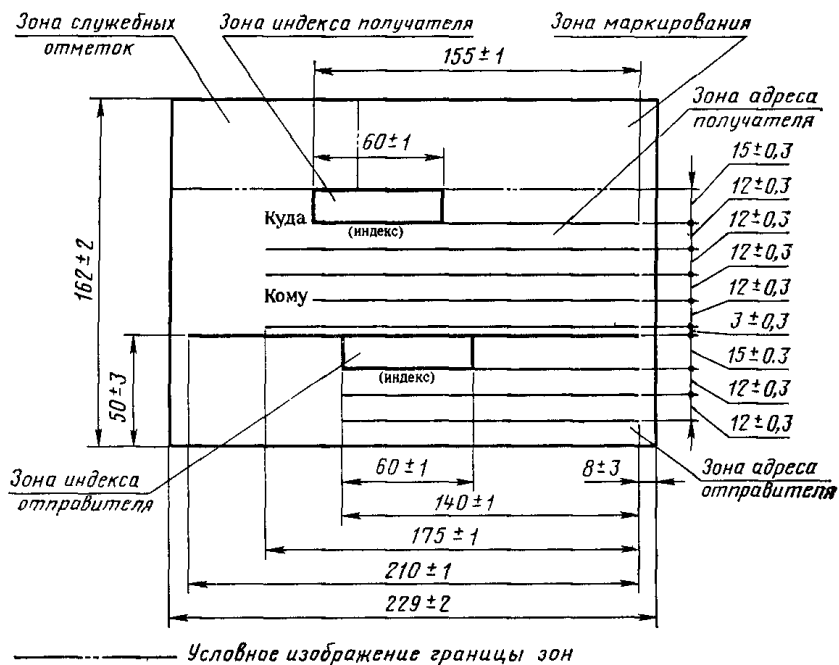 Зона служебных
отметок
Зона индекса получателя
Зона маркирования
155±1
Зона адреса
получателя
60±1
15±0,3
12±0,3
Куда
(индекс)
12±0,3
12±0,3
162±2
Кому
12±0,3
3±0,3
50±3
15±0.3
(индекс)
12±0,3
12±0,3
Зона индекса
отправителя
60±1
8±3
Зона адреса
отправителя
140±1
175±1
210±1
229±2
Условное изображение границы зон